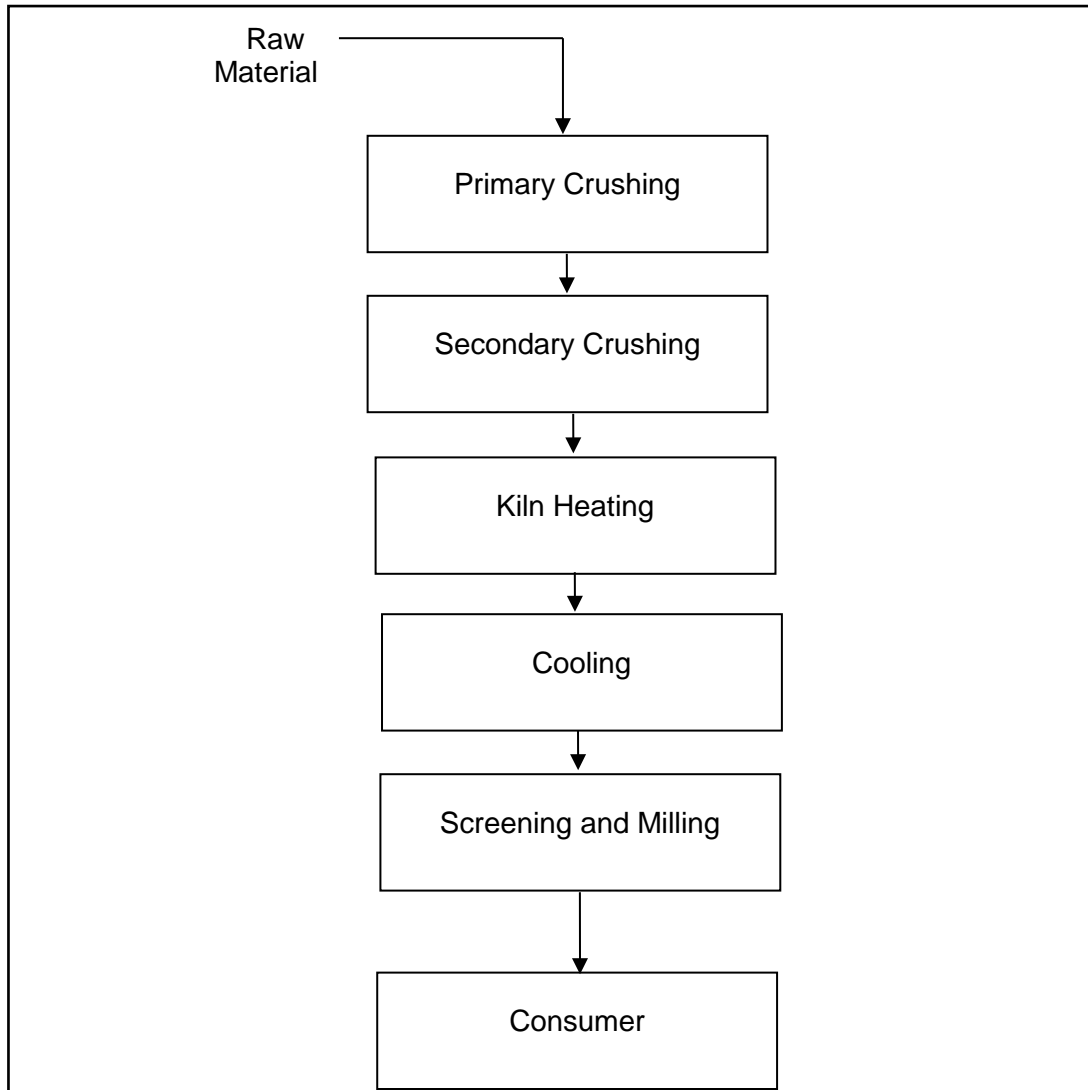 Raw
Material
Primary Crushing
Secondary Crushing
Kiln Heating
Cooling
Screening and Milling
Consumer